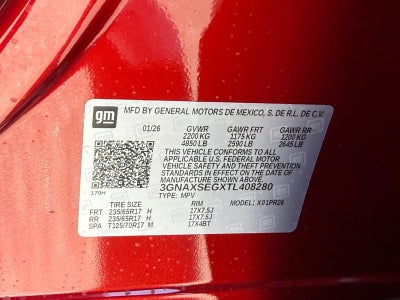 gm
MFD BY GENERAL MOTORS DE MEXICO, S. DE R.L. DE C.V.
01/26 GVWR GAWR FRT GAWR RR
2200 KG 1175 KG 1200 KG
4850 LB 2590 LB 2645 LB
THIS VEHICLE CONFORMS TO ALL
APPLICABLE U.S. FEDERAL MOTOR
VEHICLE SAFETY AND THEFT PREVENTION
STANDARDS IN EFFECT ON THE DATE OF
MANUFACTURE SHOWN ABOVE.
3GNAXSEGXTL408280
TYPE: MPV MODEL: X01PR26
TIRE SIZE RIM
FRT 235/65R17 H 17X7.5J
RR 235/65R17 H 17X7.5J
SPA T125/70R17 M 17X4BT